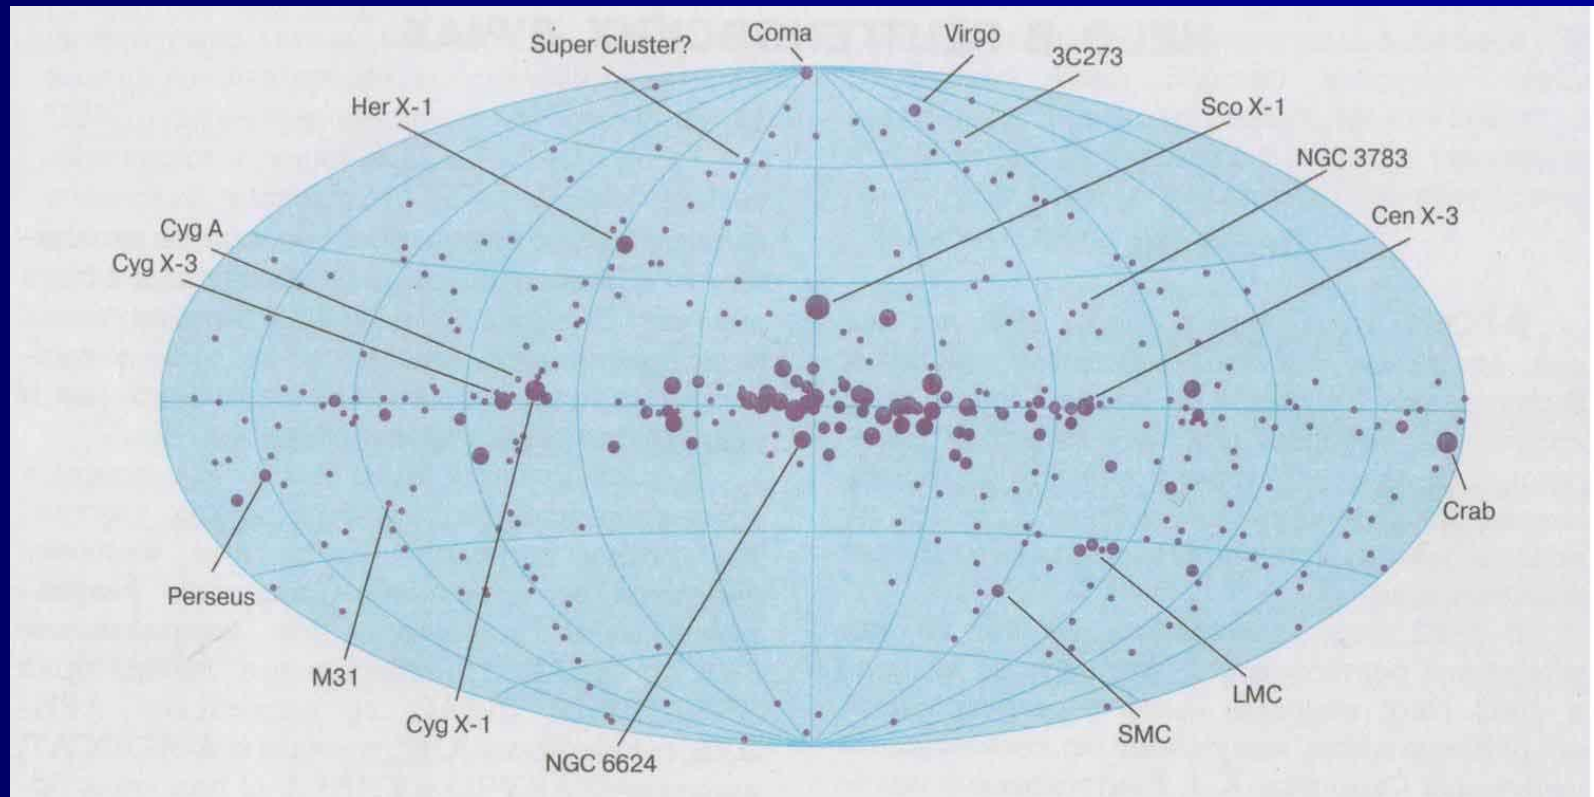 Coma
Virgo
Super Cluster?
3C273
Her X-1
Sco X-1
NGC 3783
Cyg A
Cen X-3
Cyg X-3
Crab
Perseus
M31
LMC
Cyg X-1
SMC
NGC 6624